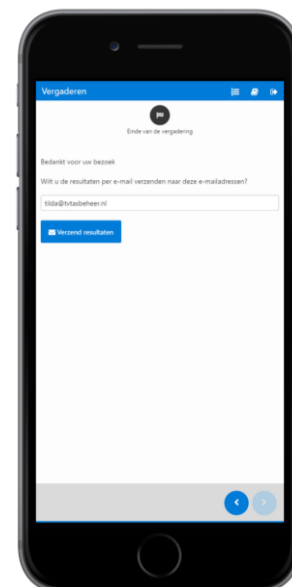 Vergaderen
Einde van de vergadering
Bedankt voor uw bezoek
Wilt u de resultaten per e-mail verzenden naar deze e-mailadressen?
tilda@tvtasbeheer.nl
Verzend resultaten